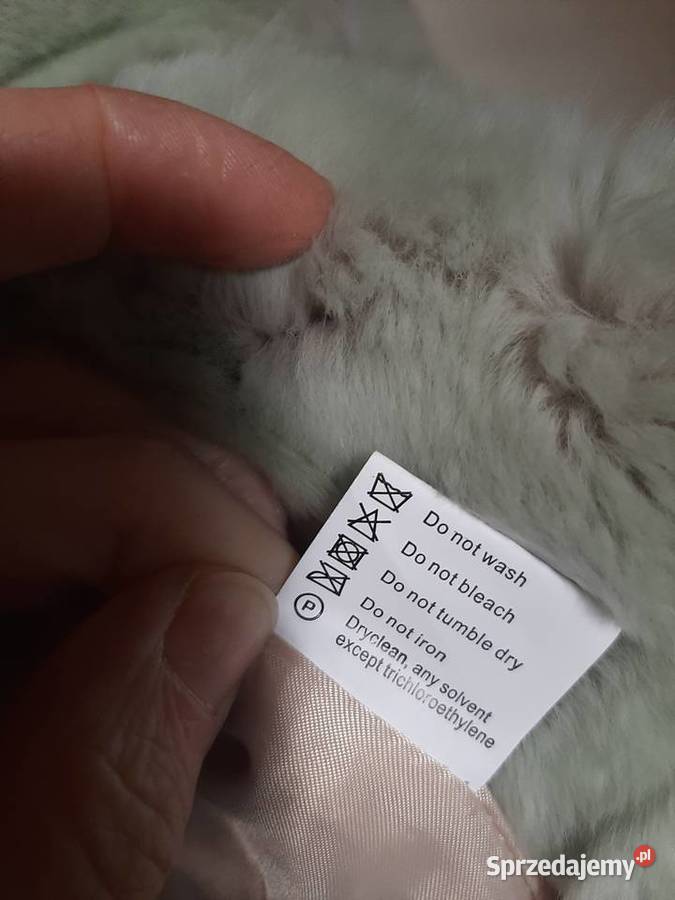 Do not wash
Do not bleach
Do not tumble dry
Do not iron
Dryclean, any solvent
except trichloroethylene
P
Sprzedajemy.pl